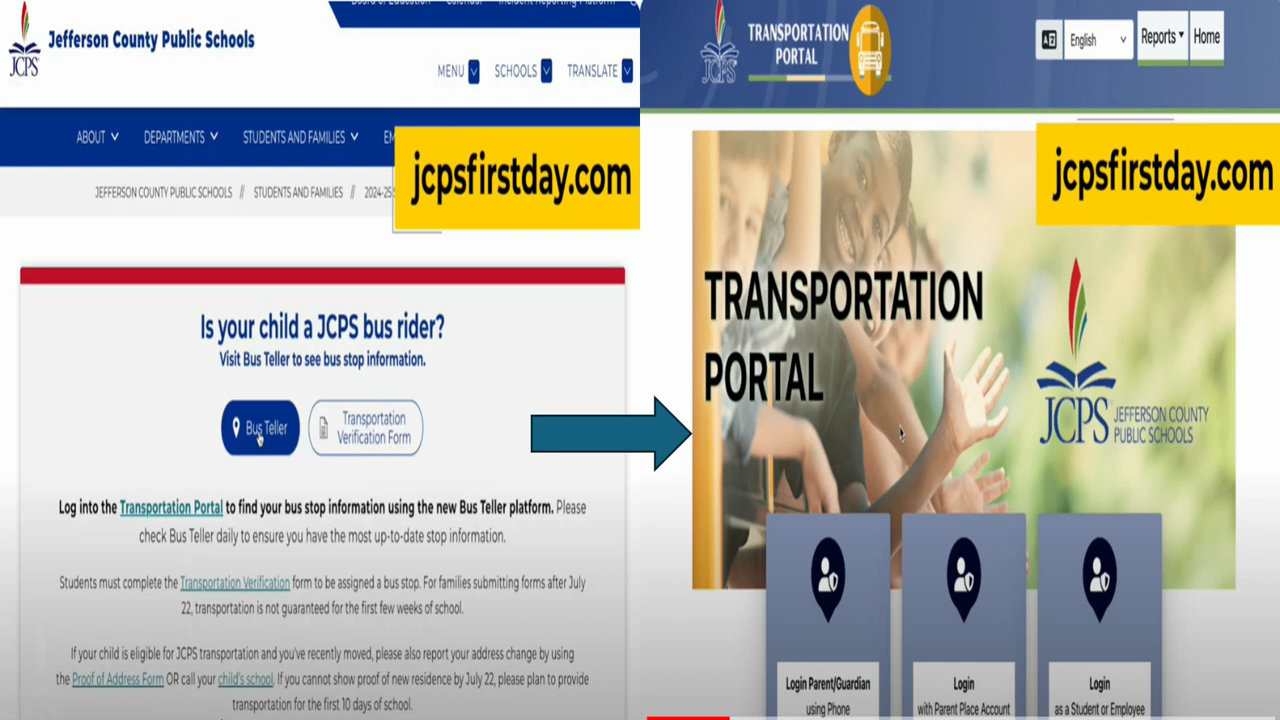 Jefferson County Public Schools
JCPS
MENU
SCHOOLS
TRANSLATE
ABOUT
DEPARTMENTS
STUDENTS AND FAMILIES
jcpsfirstday.com
JEFFERSON COUNTY PUBLIC SCHOOLS // STUDENTS AND FAMILIES // 2024-25
Is your child a JCPS bus rider?
Visit Bus Teller to see bus stop information.
Bus Teller
Transportation
Verification Form
Log into the Transportation Portal to find your bus stop information using the new Bus Teller platform. Please
check Bus Teller daily to ensure you have the most up-to-date stop information.
Students must complete the Transportation Verification form to be assigned a bus stop. For families submitting forms after July
22, transportation is not guaranteed for the first few weeks of school.
If your child is eligible for JCPS transportation and you've recently moved, please also report your address change by using
the Proof of Address Form OR call your child's school. If you cannot show proof of new residence by July 22, please plan to provide
transportation for the first 10 days of school.
JCPS
TRANSPORTATION
PORTAL
English
Reports
Home
jcpsfirstday.com
TRANSPORTATION
PORTAL
JCPS JEFFERSON COUNTY
PUBLIC SCHOOLS
Login Parent/Guardian
using Phone
Login
with Parent Place Account
Login
as a Student or Employee